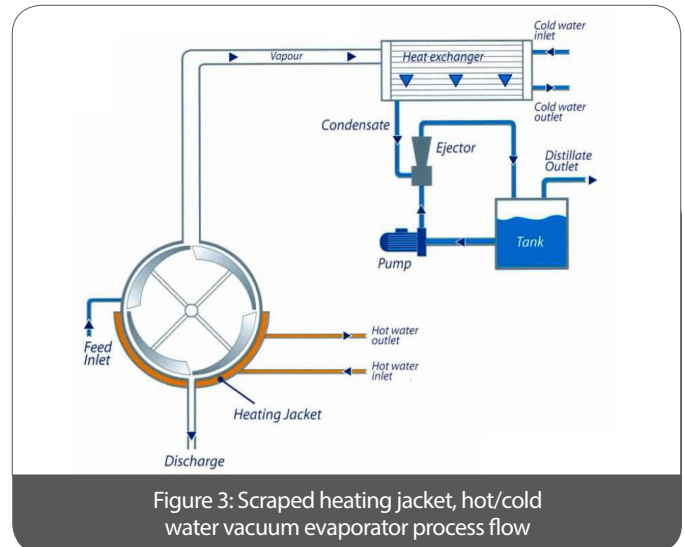 Cold water
inlet
Vapour
Heat exchanger
Cold water
outlet
Condensate
Ejector
Distillate
Outlet
Tank
Pump
Feed
Inlet
Hot water
outlet
Hot water
inlet
Heating Jacket
Discharge
Figure 3: Scraped heating jacket, hot/cold
water vacuum evaporator process flow